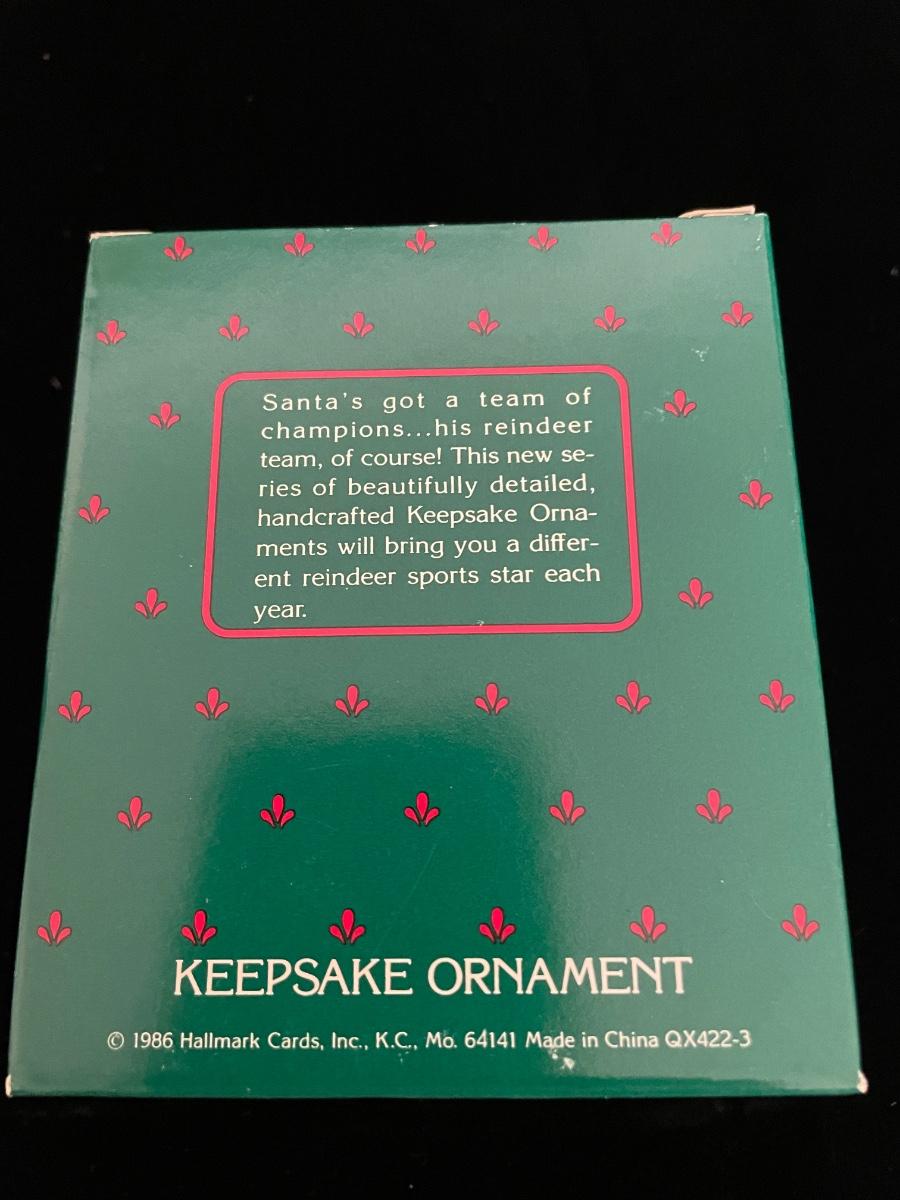 Santa's got a team of
champions...his reindeer
team, of course! This new se-
ries of beautifully detailed,
handcrafted Keepsake Orna-
ments will bring you a differ-
ent reindeer sports star each
year.
KEEPSAKE ORNAMENT
© 1986 Hallmark Cards, Inc., K.C., Mo. 64141 Made in China QX422-3